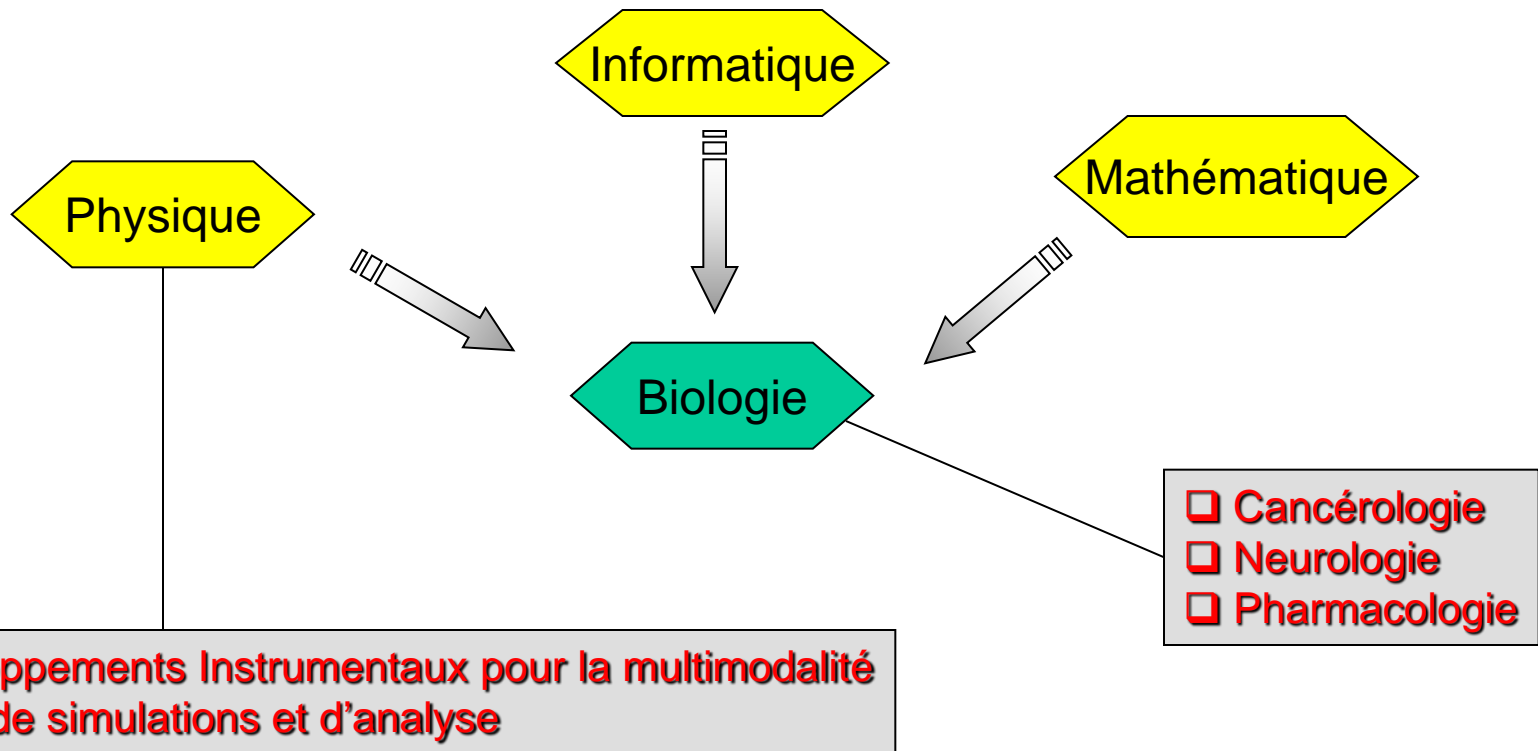 Informatique
Mathématique
Physique
Biologie
Cancérologie
Neurologie
Pharmacologie
ppements Instrumentaux pour la multimodalité
de simulations et d'analyse